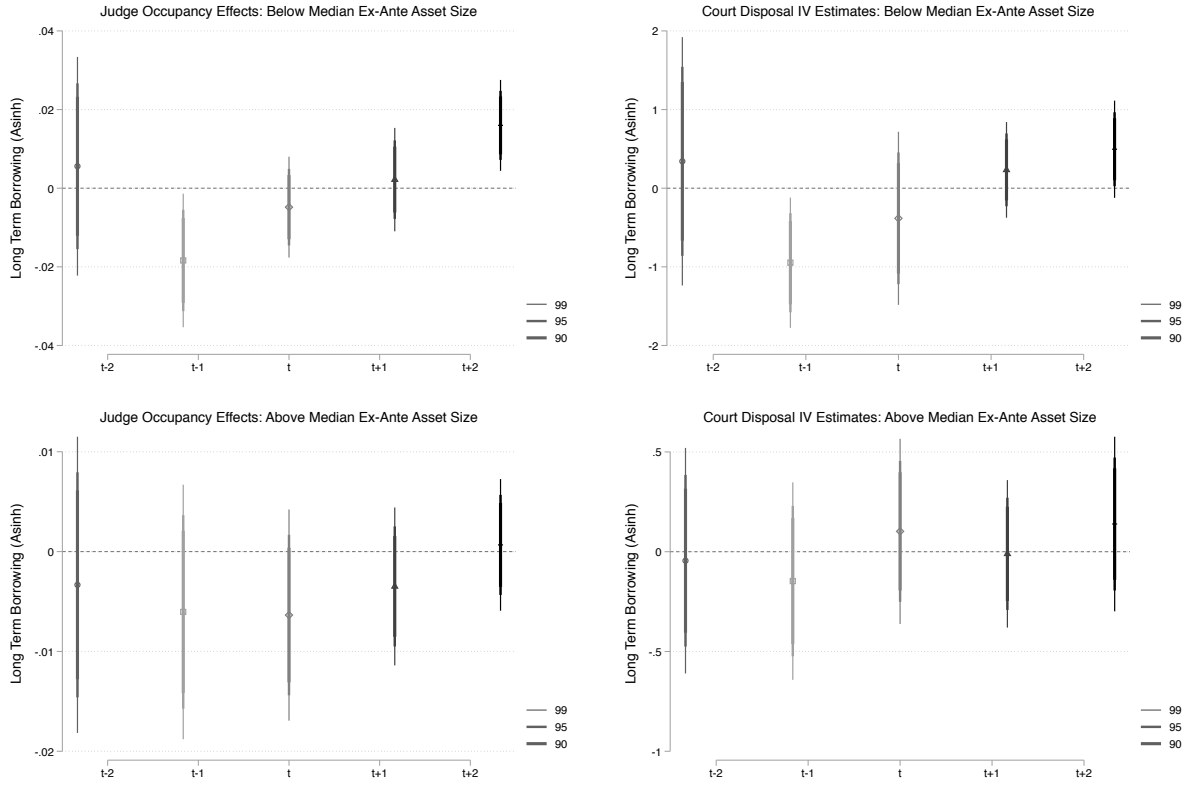 Judge Occupancy Effects: Below Median Ex-Ante Asset Size
Long Term Borrowing (Asinh)
.04
.02
0
-.02
-.04
t-2 t-1 t t+1 t+2
99
95
90
Court Disposal IV Estimates: Below Median Ex-Ante Asset Size
Long Term Borrowing (Asinh)
2
1
0
-1
-2
t-2 t-1 t t+1 t+2
99
95
90
Judge Occupancy Effects: Above Median Ex-Ante Asset Size
Long Term Borrowing (Asinh)
.01
0
-.01
-.02
t-2 t-1 t t+1 t+2
99
95
90
Court Disposal IV Estimates: Above Median Ex-Ante Asset Size
Long Term Borrowing (Asinh)
.5
0
-.5
-1
t-2 t-1 t t+1 t+2
99
95
90